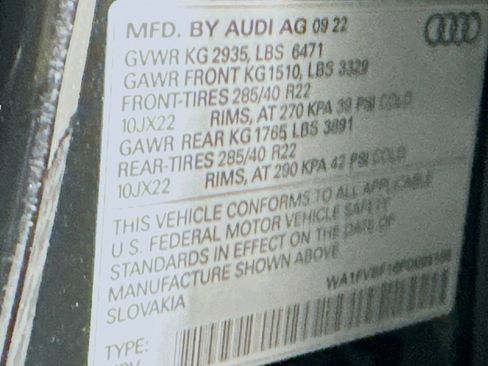 MFD. BY AUDI AG 09 22
GVWR KG 2935, LBS 6471
GAWR FRONT KG1510, LBS 3329
FRONT-TIRES 285/40 R22
10JX22 RIMS, AT 270 KPA 39 PSI COLD
GAWR REAR KG 1765 LBS 3891
REAR-TIRES 285/40 R22
10JX22 RIMS, AT 290 KPA 42 PSI COLD
THIS VEHICLE CONFORMS TO ALL APPLICABLE
U.S. FEDERAL MOTOR VEHICLE SAFETY
STANDARDS IN EFFECT ON THE DATE OF
MANUFACTURE SHOWN ABOVE
SLOVAKIA
TYPE: